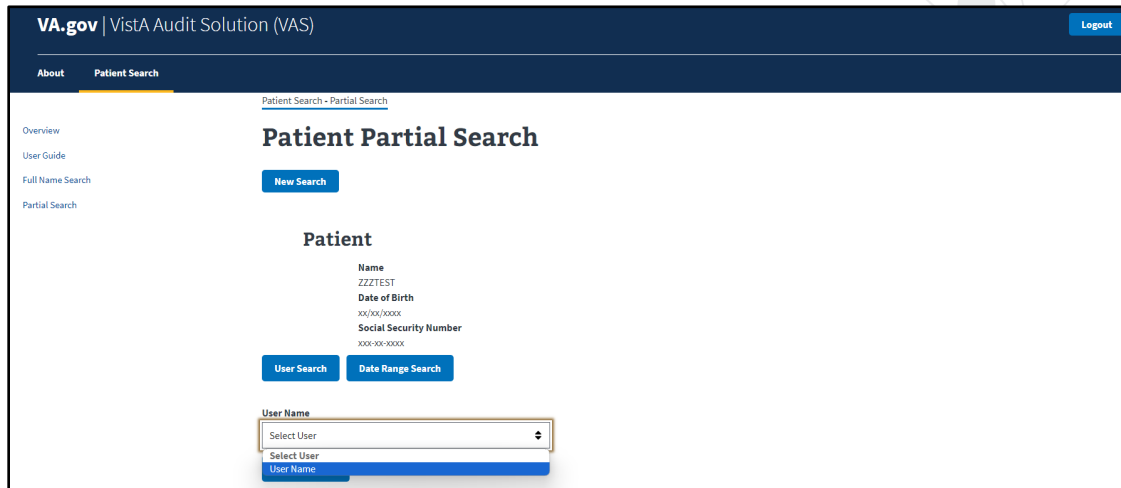 VA.gov | VistA Audit Solution (VAS)
Logout
About Patient Search
Patient Search - Partial Search
Overview
User Guide
Full Name Search
Partial Search
Patient Partial Search
New Search
Patient
Name
ZZZTEST
Date of Birth
xx/xx/xxxx
Social Security Number
xxx-xx-xxxx
User Search Date Range Search
User Name
Select User
Select User
User Name